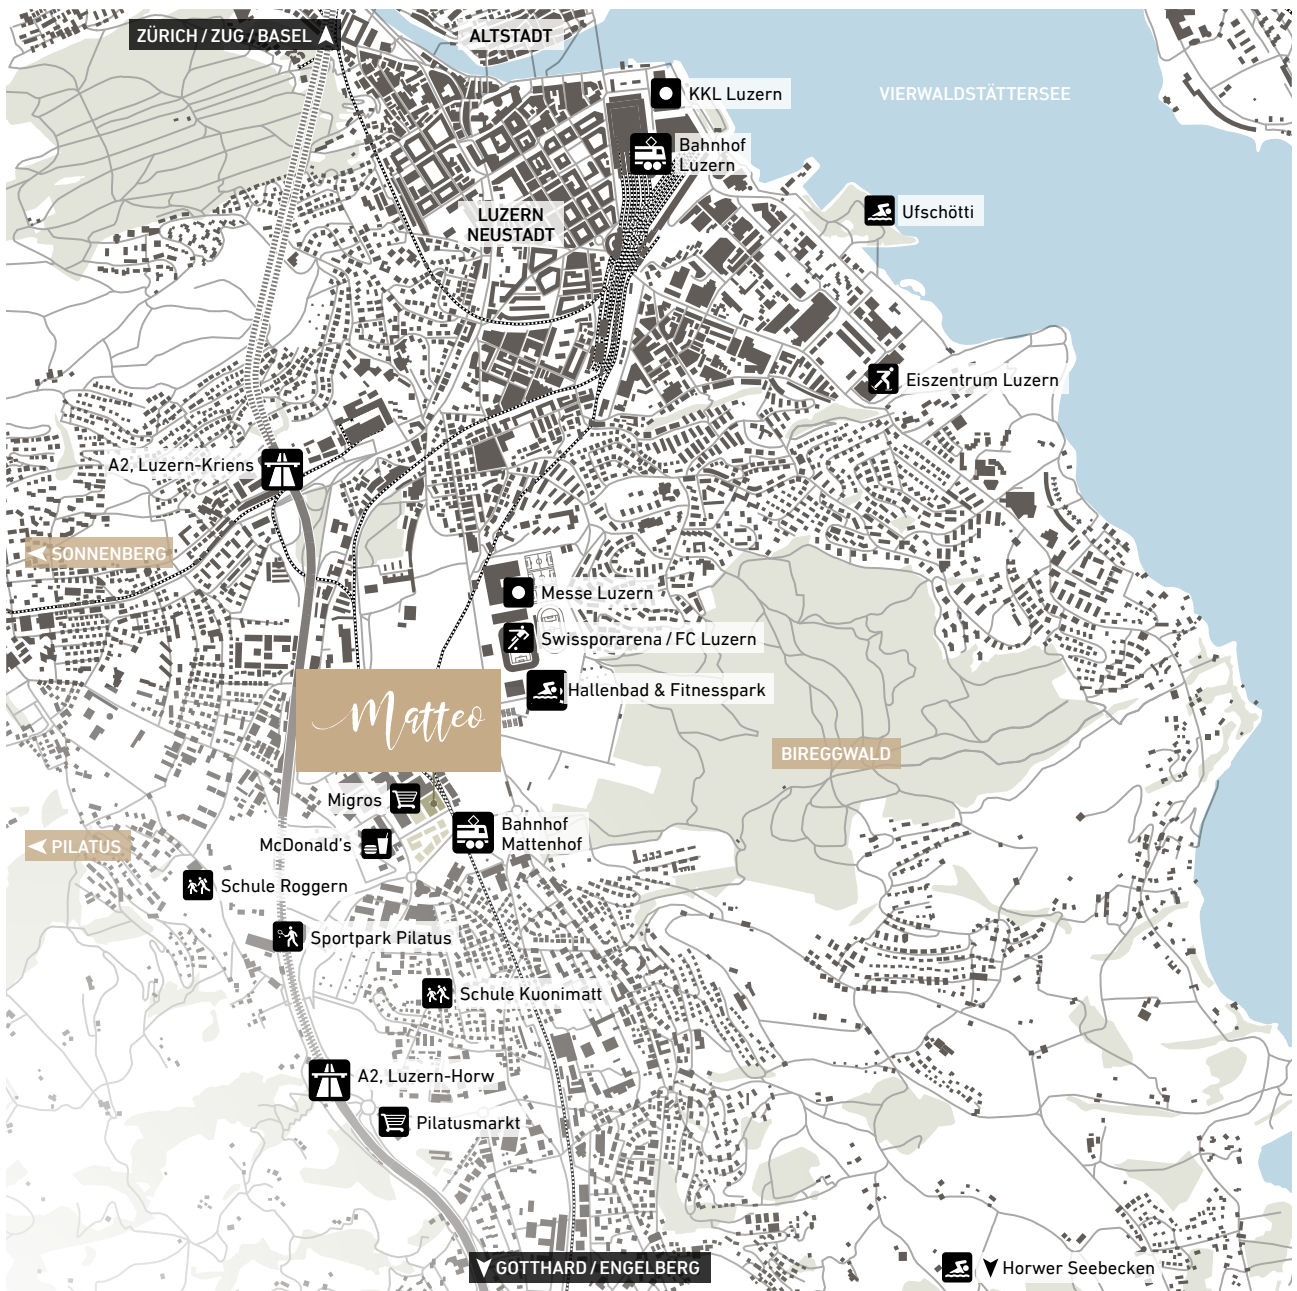 ZÜRICH / ZUG / BASEL
ALTSTADT
KKL Luzern
VIERWALDSTÄTTERSEE
Bahnhof
Luzern
LUZERN
NEUSTADT
Ufschötti
Eiszentrum Luzern
A2, Luzern-Kriens
SONNENBERG
Messe Luzern
Swissporarena / FC Luzern
Hallenbad & Fitnesspark
Matteo
BIREGGWALD
Migros
Bahnhof
Mattenhof
McDonald's
PILATUS
Schule Roggern
Sportpark Pilatus
Schule Kuonimatt
A2, Luzern-Horw
Pilatusmarkt
GOTTHARD / ENGELBERG
Horwer Seebecken